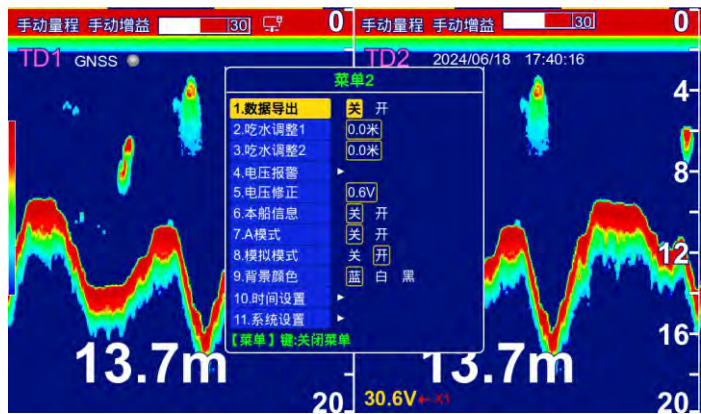 手动量程 手动增益 30 0
手动量程 手动增益 30 0
TD1 GNSS
TD2 2024/06/18 17:40:16
菜单2
1.数据导出 关 开
2.吃水调整1 0.0米
3.吃水调整2 0.0米
4.电压报警
5.电压修正 0.6V
6.本船信息 关 开
7.A模式 关 开
8.模拟模式 关 开
9.背景颜色 蓝 白 黑
10.时间设置
11.系统设置
【菜单】键:关闭菜单
4
8
12
16
13.7m
20
13.7m
30.6V←X1
20